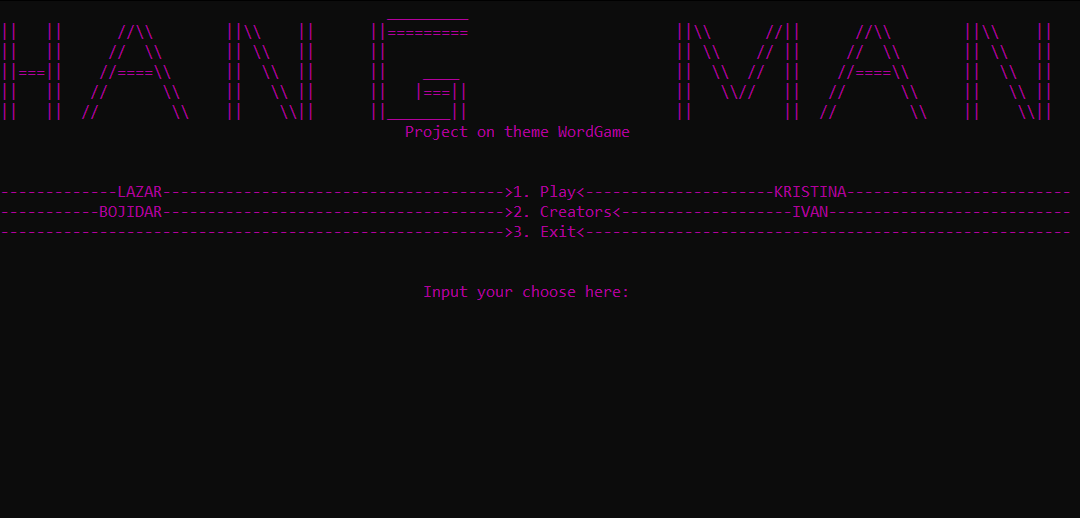 HANG MAN
Project on theme WordGame
-------------LAZAR-------------------------------------->1. Play<---------------------KRISTINA-------------------------
-----------BOJIDAR-------------------------------------->2. Creators<-------------------IVAN---------------------------
-------------------------------------------------------->3. Exit<------------------------------------------------------
Input your choose here: